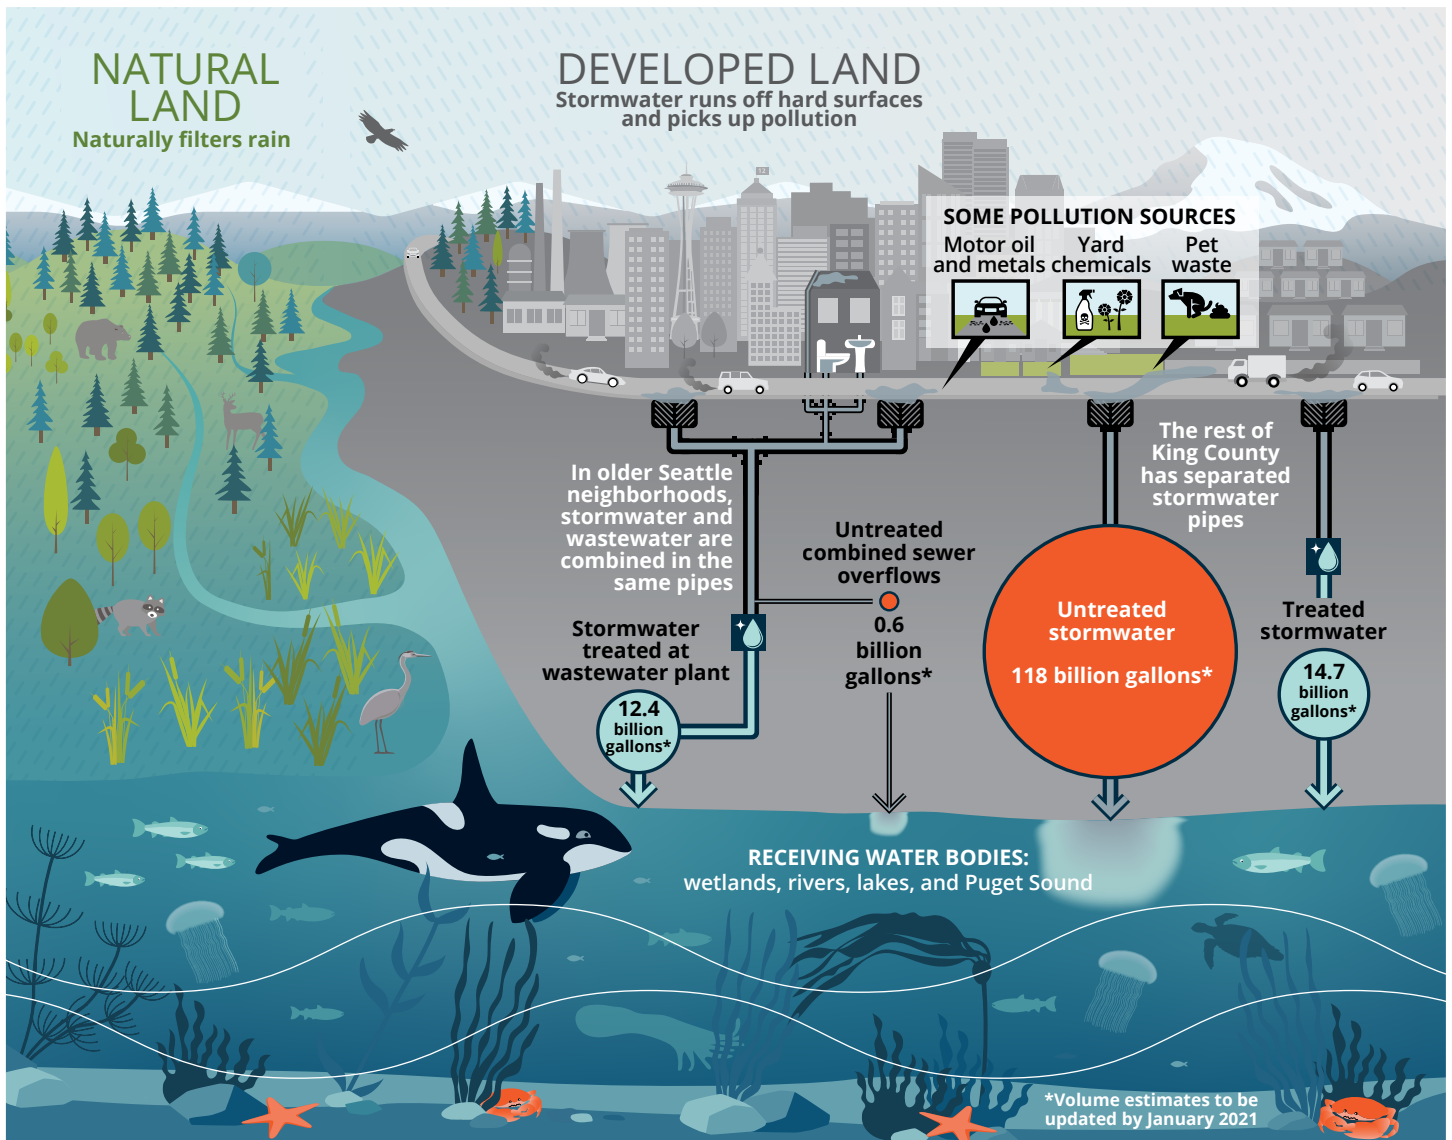 NATURAL
LAND
Naturally filters rain
DEVELOPED LAND
Stormwater runs off hard surfaces
and picks up pollution
12
SOME POLLUTION SOURCES
Motor oil
and metals
Yard
chemicals
Pet
waste
In older Seattle
neighborhoods,
stormwater and
wastewater are
combined in the
same pipes
The rest of
King County
has separated
stormwater
pipes
Stormwater
treated at
wastewater plant
12.4
billion
gallons*
Untreated
combined sewer
overflows
0.6
billion
gallons*
Untreated
stormwater
118 billion gallons*
Treated
stormwater
14.7
billion
gallons*
RECEIVING WATER BODIES:
wetlands, rivers, lakes, and Puget Sound
*Volume estimates to be
updated by January 2021